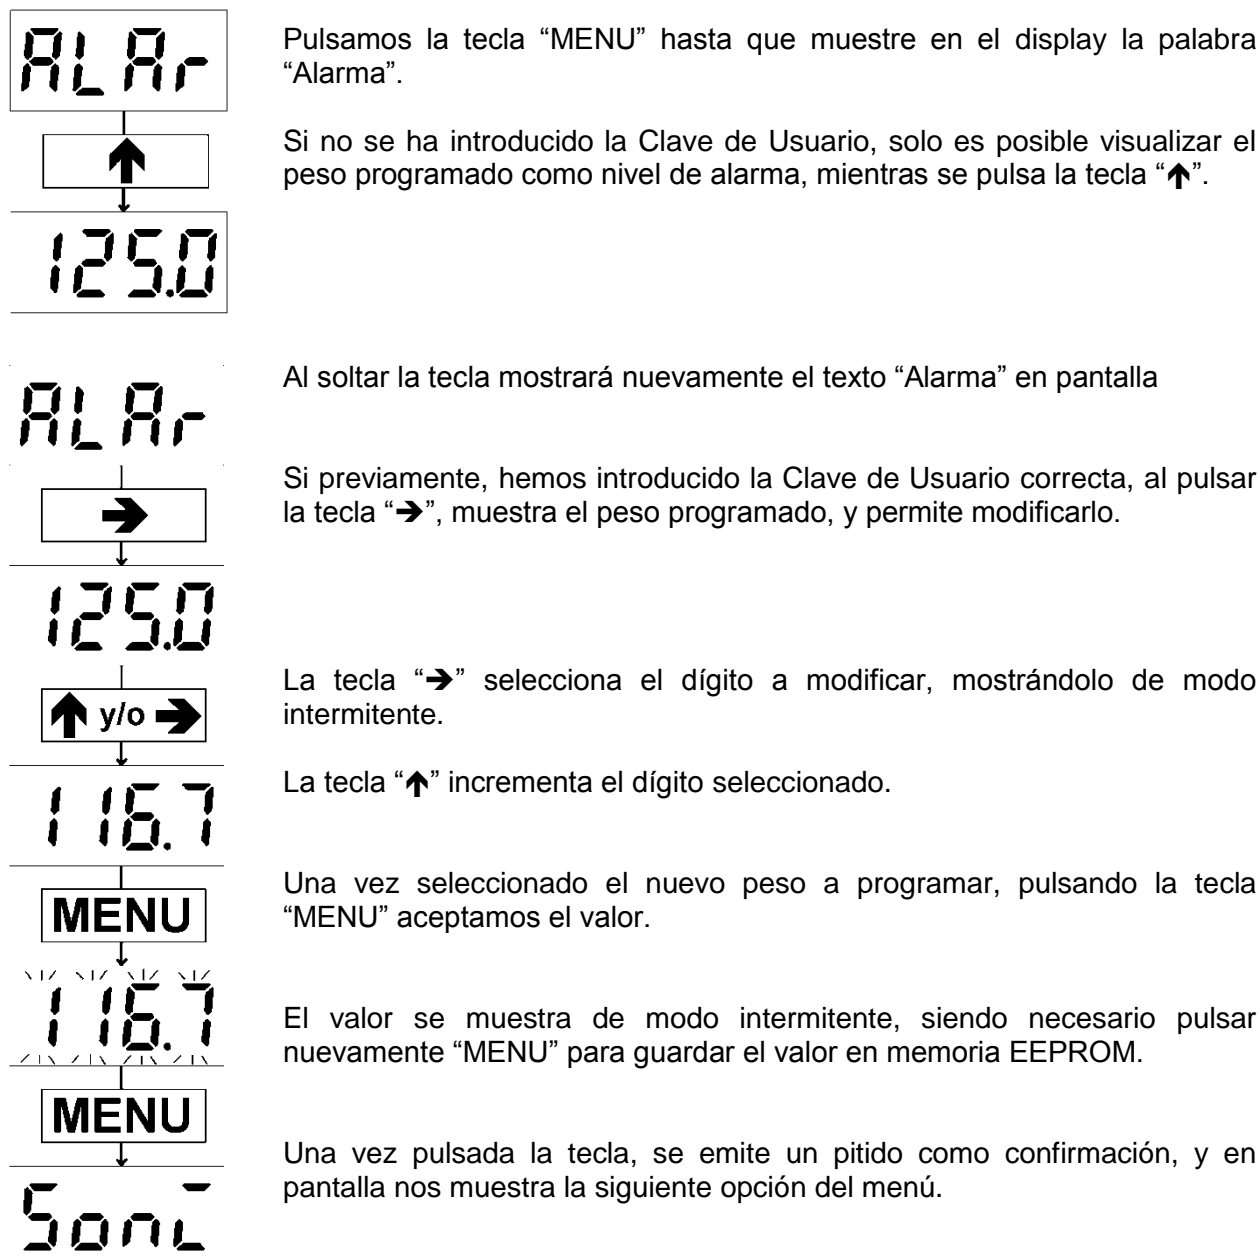 ALAr
Pulsamos la tecla “MENU” hasta que muestre en el display la palabra
“Alarma”.
Si no se ha introducido la Clave de Usuario, solo es posible visualizar el
peso programado como nivel de alarma, mientras se pulsa la tecla “↑”.
↑
125.0
ALAr
Al soltar la tecla mostrará nuevamente el texto “Alarma” en pantalla
Si previamente, hemos introducido la Clave de Usuario correcta, al pulsar
la tecla “→”, muestra el peso programado, y permite modificarlo.
→
125.0
La tecla “→” selecciona el dígito a modificar, mostrándolo de modo
intermitente.
↑ y/o →
La tecla “↑” incrementa el dígito seleccionado.
116.7
Una vez seleccionado el nuevo peso a programar, pulsando la tecla
“MENU” aceptamos el valor.
MENU
116.7
El valor se muestra de modo intermitente, siendo necesario pulsar
nuevamente “MENU” para guardar el valor en memoria EEPROM.
MENU
Una vez pulsada la tecla, se emite un pitido como confirmación, y en
pantalla nos muestra la siguiente opción del menú.